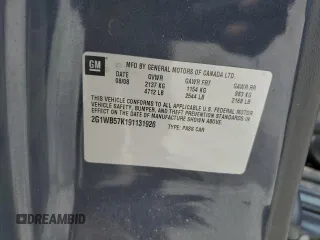 GM
MFD BY GENERAL MOTORS OF CANADA LTD.
DATE GVWR GAWR FRT GAWR RR
08/08 2137 KG 1154 KG 983 KG
4712 LB 2544 LB 2168 LB
THIS VEHICLE CONFORMS TO ALL APPLICABLE U.S. FEDERAL MOTOR
VEHICLE SAFETY, BUMPER, AND THEFT PREVENTION STANDARDS
IN EFFECT ON THE DATE OF MANUFACTURE SHOWN ABOVE.
2G1WB57K191131926 TYPE: PASS CAR
DREAMBID